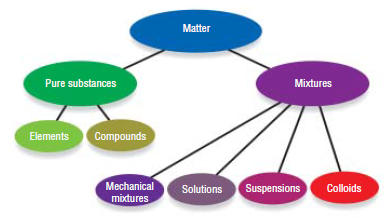 Matter
Pure substances
Mixtures
Elements
Compounds
Mechanical
mixtures
Solutions
Suspensions
Colloids